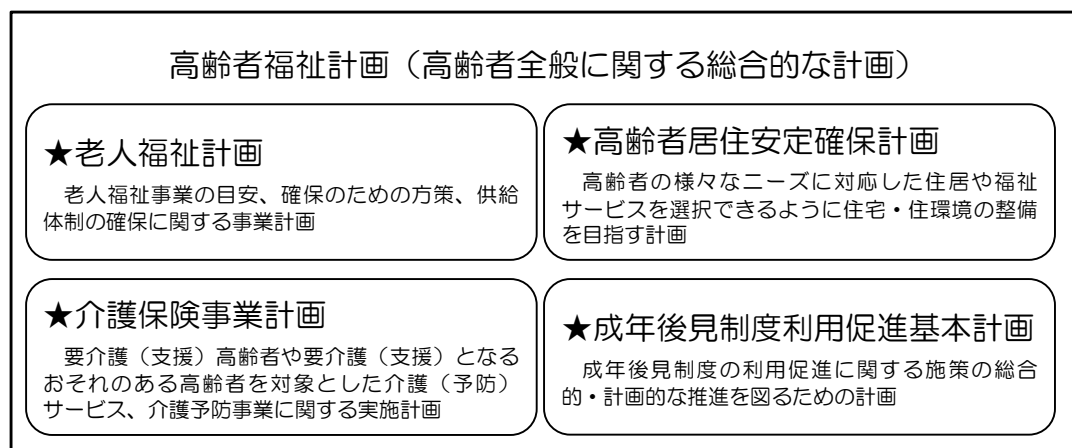 高齢者福祉計画（高齢者全般に関する総合的な計画）
★老人福祉計画
老人福祉事業の目安、確保のための方策、供給
体制の確保に関する事業計画
★高齢者居住安定確保計画
高齢者の様々なニーズに対応した住居や福祉
サービスを選択できるように住宅・住環境の整備
を目指す計画
★介護保険事業計画
要介護（支援）高齢者や要介護（支援）となる
おそれのある高齢者を対象とした介護（予防）
サービス、介護予防事業に関する実施計画
★成年後見制度利用促進基本計画
成年後見制度の利用促進に関する施策の総合
的・計画的な推進を図るための計画